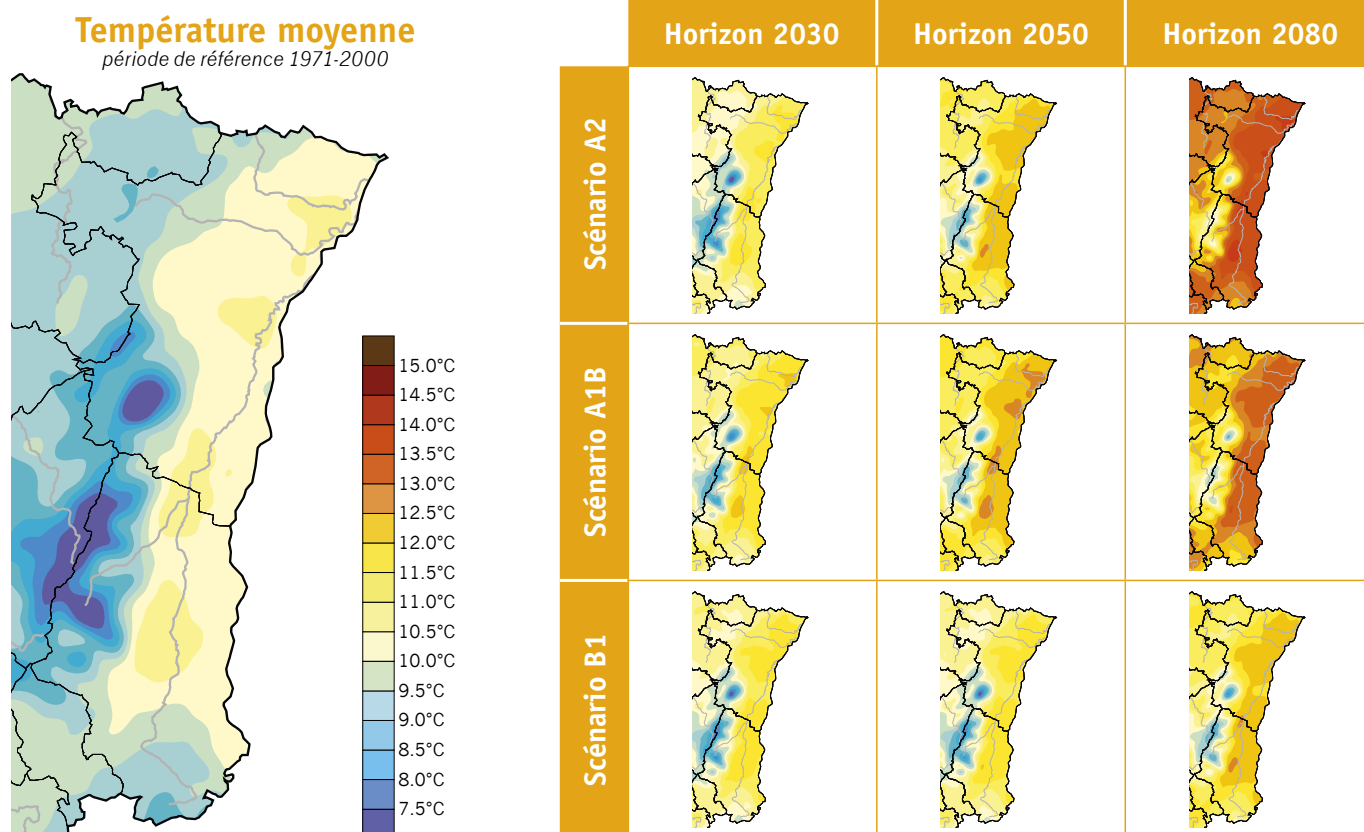 Température moyenne
période de référence 1971-2000
15.0°C
14.5°C
14.0°C
13.5°C
13.0°C
12.5°C
12.0°C
11.5°C
11.0°C
10.5°C
10.0°C
9.5°C
9.0°C
8.5°C
8.0°C
7.5°C
Horizon 2030
Horizon 2050
Horizon 2080
Scénario A2
Scénario A1B
Scénario B1